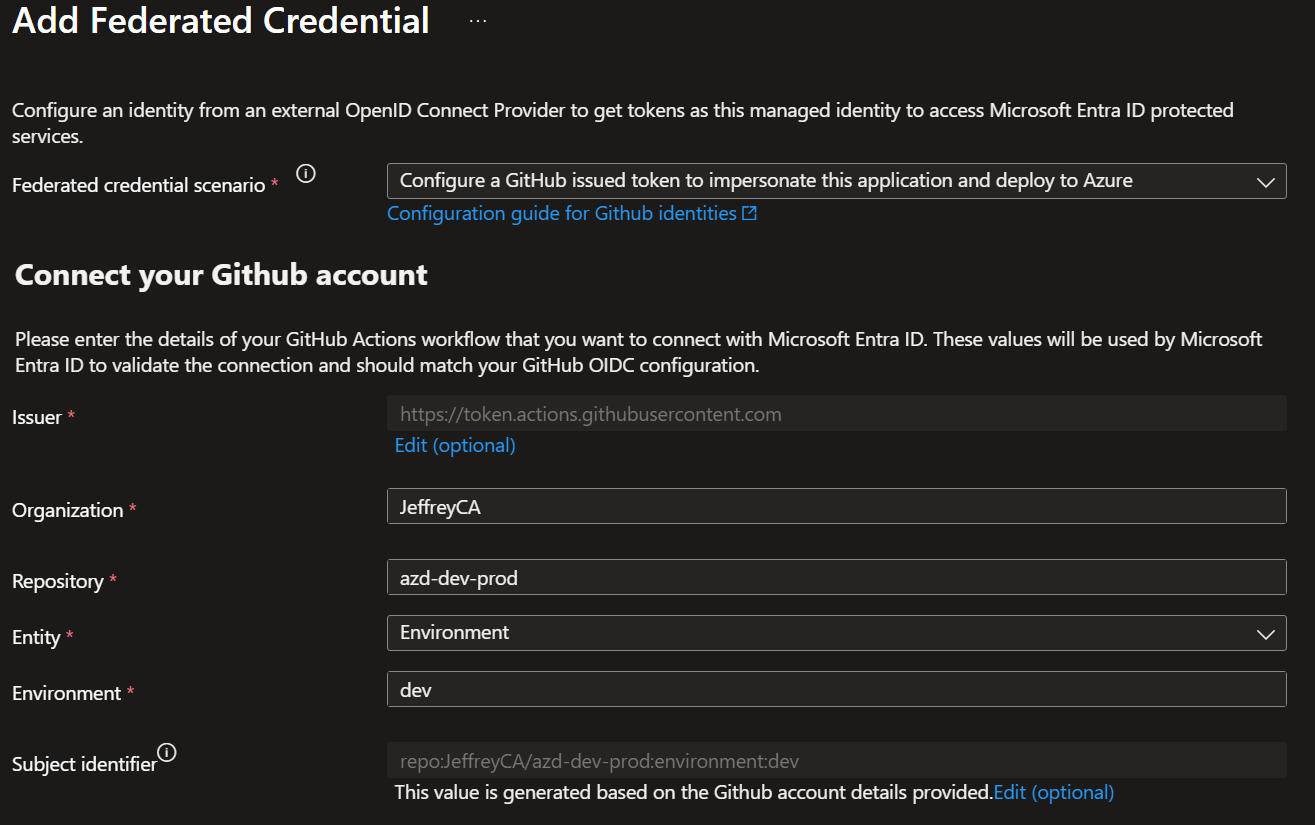 Add Federated Credential ...
Configure an identity from an external OpenID Connect Provider to get tokens as this managed identity to access Microsoft Entra ID protected
services.
Federated credential scenario *
Configure a GitHub issued token to impersonate this application and deploy to Azure
Configuration guide for Github identities
Connect your Github account
Please enter the details of your GitHub Actions workflow that you want to connect with Microsoft Entra ID. These values will be used by Microsoft
Entra ID to validate the connection and should match your GitHub OIDC configuration.
Issuer *
https://token.actions.githubusercontent.com
Edit (optional)
Organization *
JeffreyCA
Repository *
azd-dev-prod
Entity *
Environment
Environment *
dev
Subject identifier
repo:JeffreyCA/azd-dev-prod:environment:dev
This value is generated based on the Github account details provided.Edit (optional)